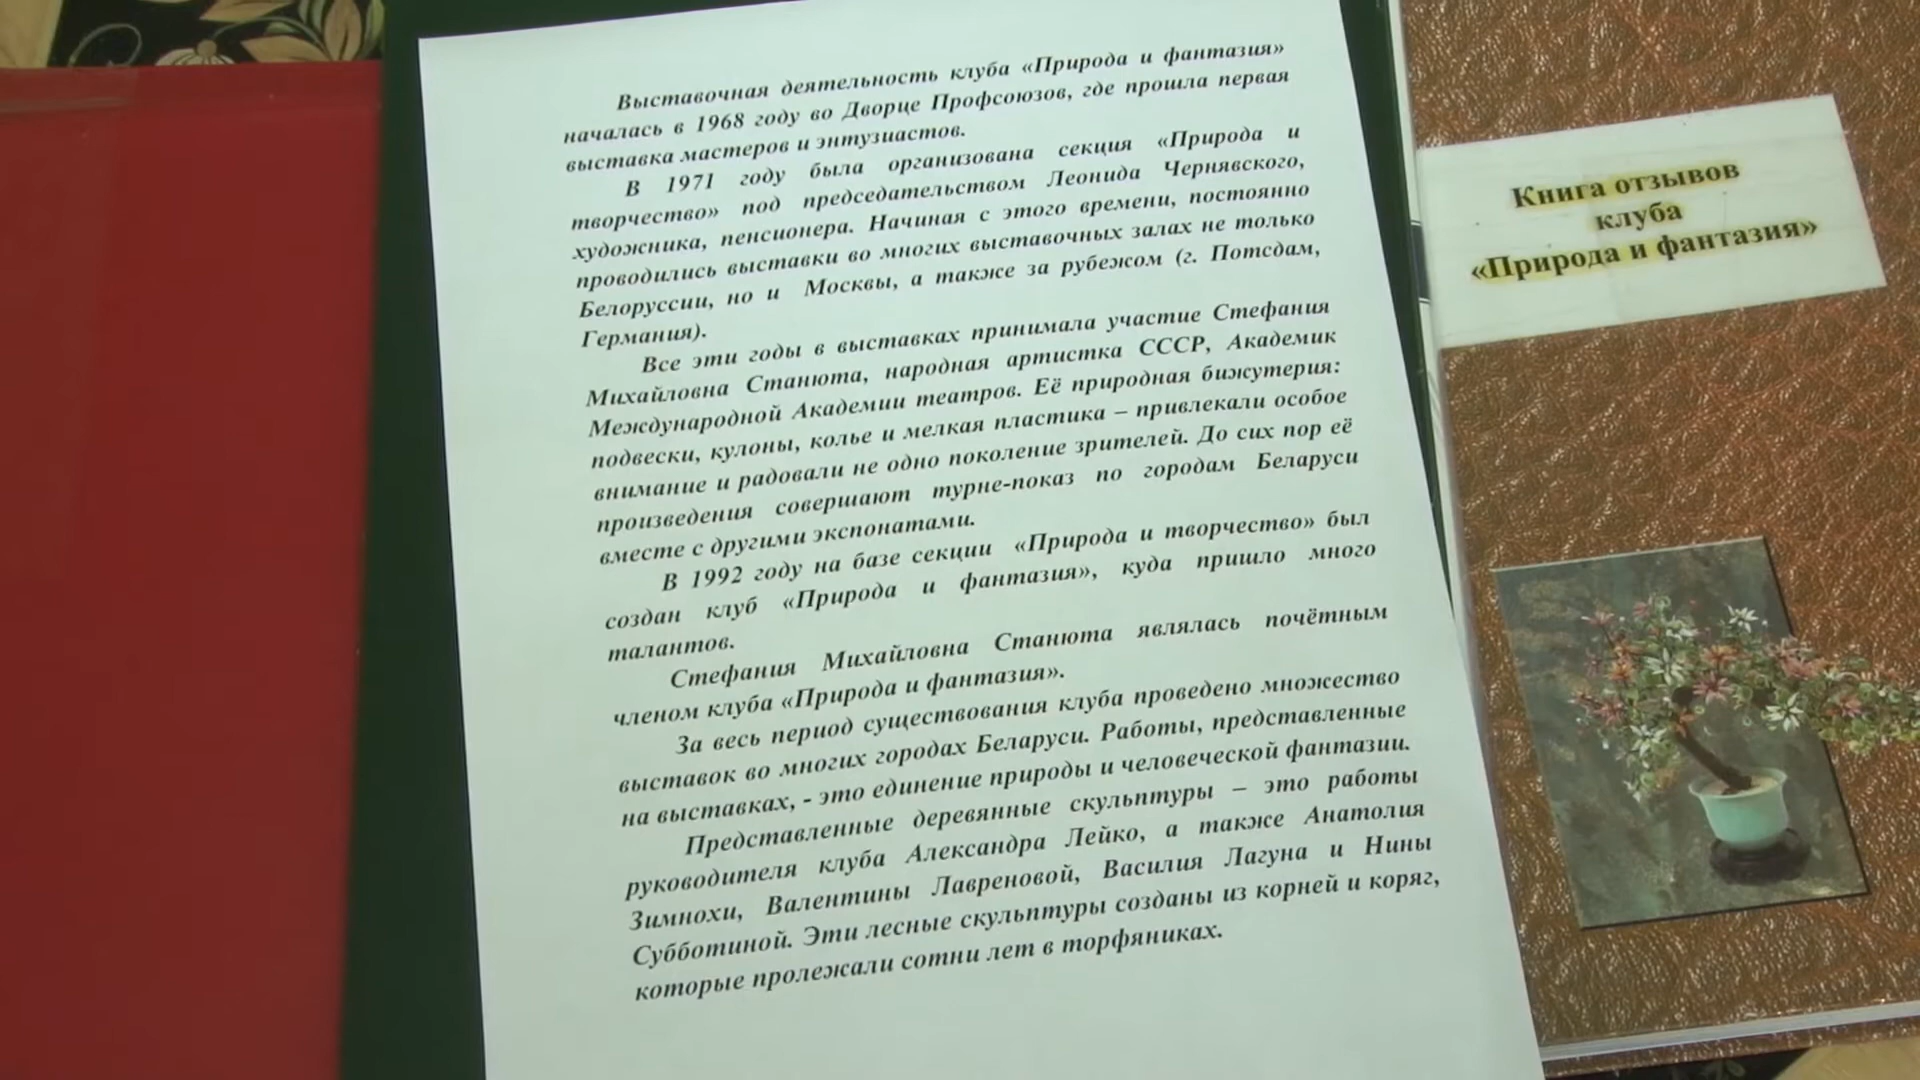 Выставочная деятельность клуба «Природа и фантазия»
началась в 1968 году во Дворце Профсоюзов, где прошла первая
выставка мастеров и энтузиастов.
В 1971 году была организована секция «Природа и
творчество» под председательством Леонида Чернявского,
художника, пенсионера. Начиная с этого времени, постоянно
проводились выставки во многих выставочных залах не только
Белоруссии, но и Москвы, а также за рубежом (г. Потсдам,
Германия).
Все эти годы в выставках принимала участие Стефания
Михайловна Станюта, народная артистка СССР, Академик
Международной Академии театров. Её природная бижутерия:
подвески, кулоны, колье и мелкая пластика – привлекали особое
внимание и радовали не одно поколение зрителей. До сих пор её
произведения совершают турне-показ по городам Беларуси
вместе с другими экспонатами.
В 1992 году на базе секции «Природа и творчество» был
создан клуб «Природа и фантазия», куда пришло много
талантов.
Стефания Михайловна Станюта являлась почётным
членом клуба «Природа и фантазия».
За весь период существования клуба проведено множество
выставок во многих городах Беларуси. Работы, представленные
на выставках, - это единение природы и человеческой фантазии.
Представленные деревянные скульптуры – это работы
руководителя клуба Александра Лейко, а также Анатолия
Зимнохи, Валентины Лавреновой, Василия Лагуна и Нины
Субботиной. Эти лесные скульптуры созданы из корней и коряг,
которые пролежали сотни лет в торфяниках.
Книга отзывов
клуба
«Природа и фантазия»